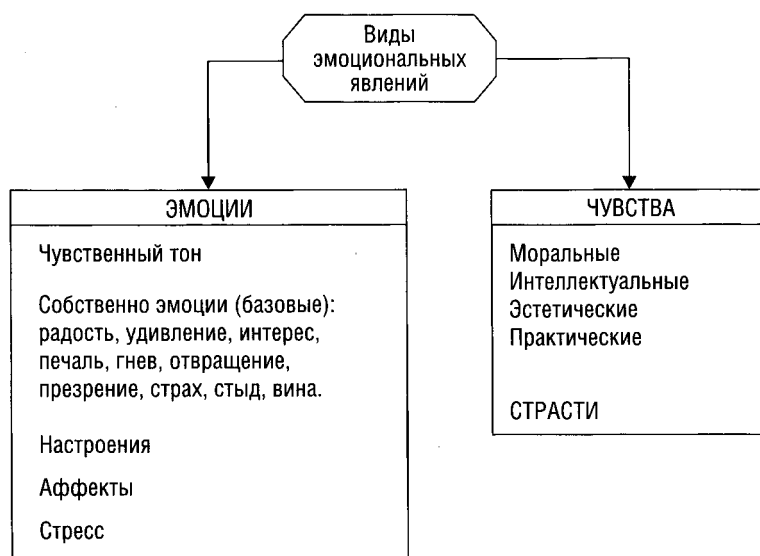 Виды
эмоциональных
явлений
ЭМОЦИИ
Чувственный тон
Собственно эмоции (базовые):
радость, удивление, интерес,
печаль, гнев, отвращение,
презрение, страх, стыд, вина.
Настроения
Аффекты
Стресс
ЧУВСТВА
Моральные
Интеллектуальные
Эстетические
Практические
СТРАСТИ